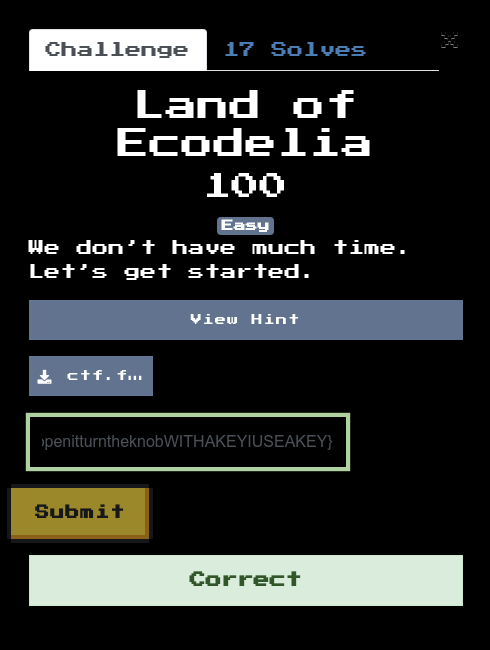 Challenge
17 Solves
Land of
Ecodelia
100
Easy
We don't have much time.
Let's get started.
View Hint
ctf.f…
openitturntheknobWITHAKEYIUSEAKEY}
Submit
Correct